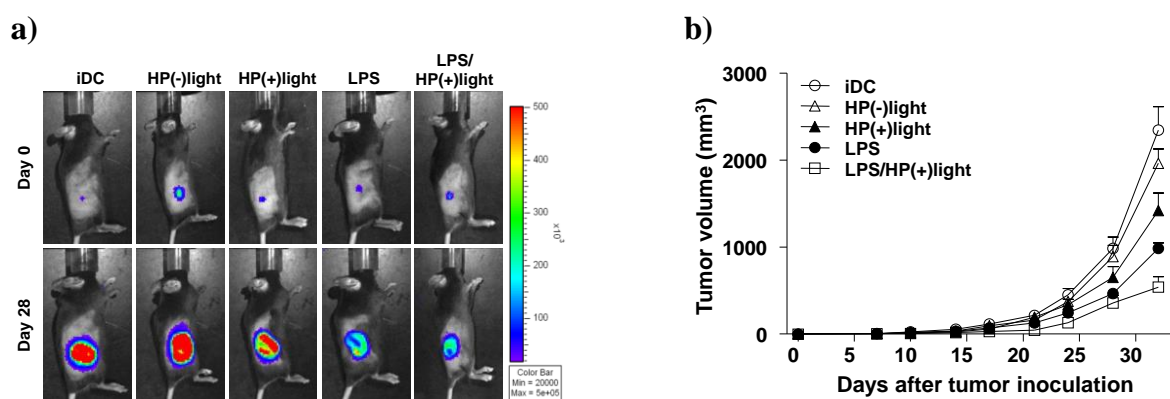 a)
iDC
HP(-)light
HP(+)light
LPS
LPS/
HP(+)light
Day 0
Day 28
500
400
300
200
100
x10³
Color Bar
Min = 20000
Max = 5e+05
b)
Tumor volume (mm³)
3000
2000
1000
0
iDC
HP(-)light
HP(+)light
LPS
LPS/HP(+)light
0 5 10 15 20 25 30
Days after tumor inoculation